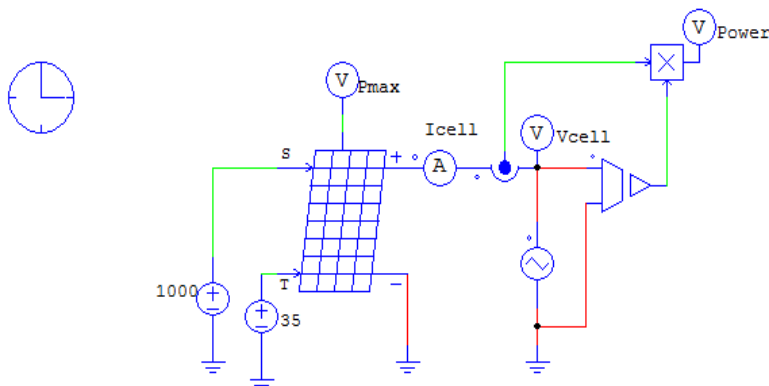 V Power
V Pmax
Icell
V Vcell
S
+
A
1000
T
-
35